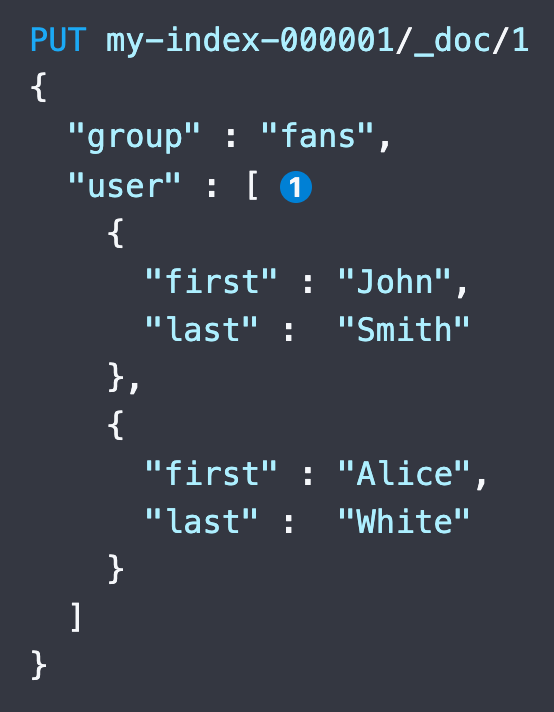 PUT my-index-000001/_doc/1
{
  "group" : "fans",
  "user" : [ 1
    {
      "first" : "John",
      "last" :  "Smith"
    },
    {
      "first" : "Alice",
      "last" :  "White"
    }
  ]
}